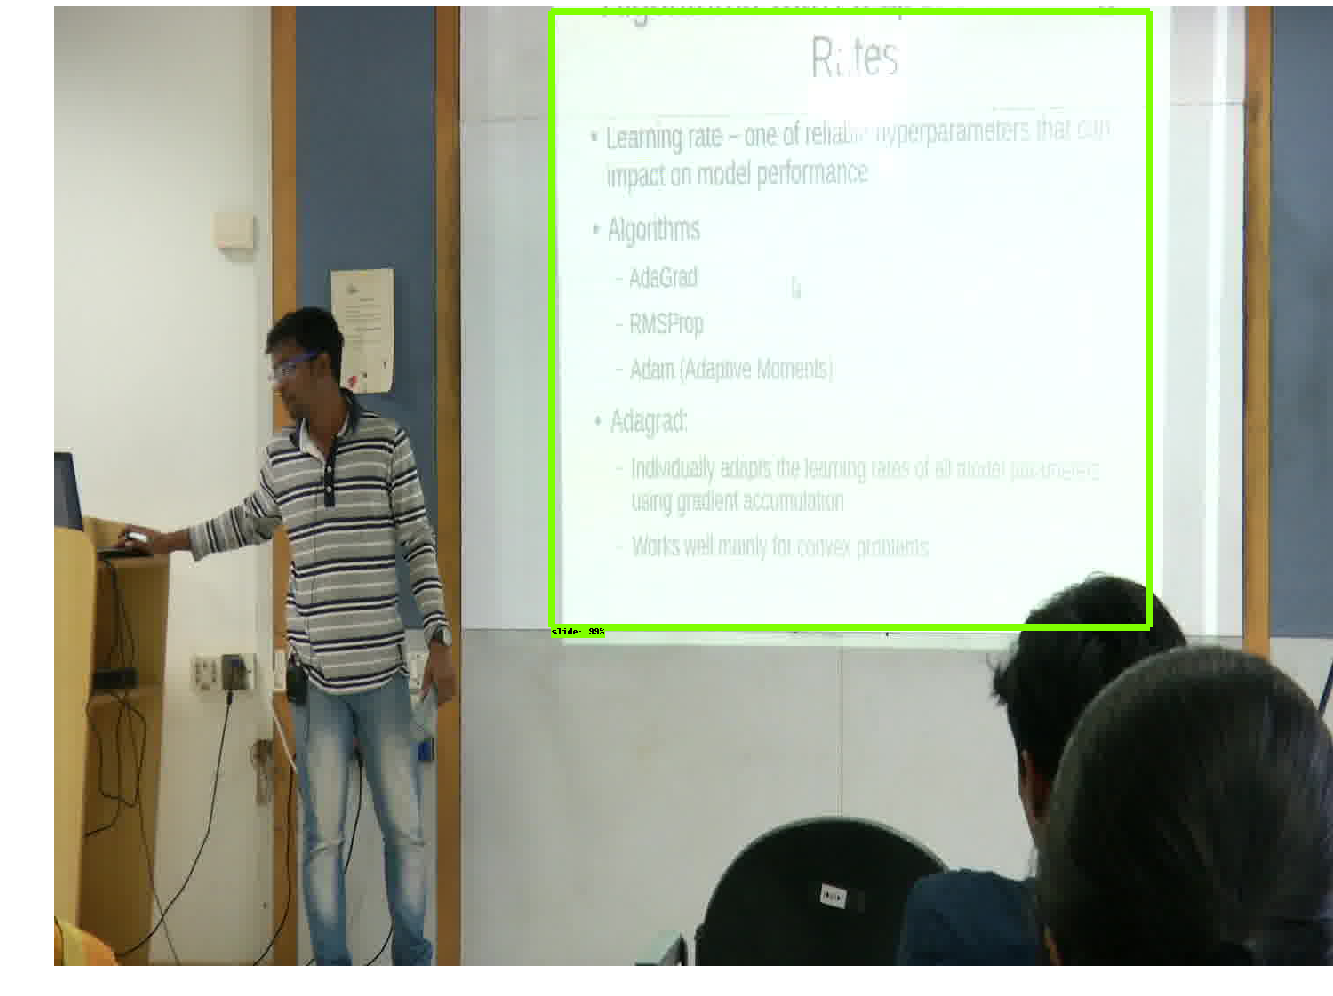 Rates
• Learning rate – one of reliable hyperparameters that can
impact on model performance
• Algorithms
– AdaGrad
– RMSProp
– Adam (Adaptive Moments)
• Adagrad:
– Individually adapts the learning rates of all model parameters
using gradient accumulation
– Works well mainly for convex problems
slide: 99%